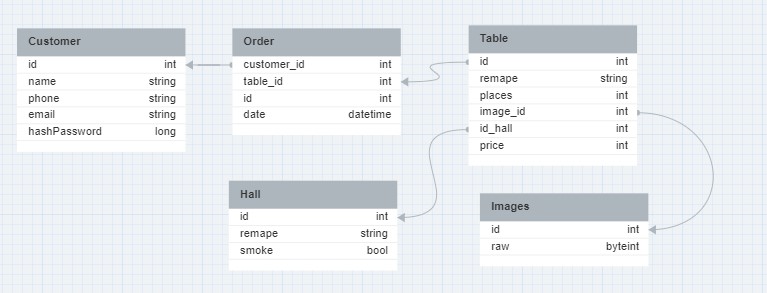 Customer
id int
name string
phone string
email string
hashPassword long
Order
customer_id int
table_id int
id int
date datetime
Table
id int
remape string
places int
image_id int
id_hall int
price int
Hall
id int
remape string
smoke bool
Images
id int
raw byteint